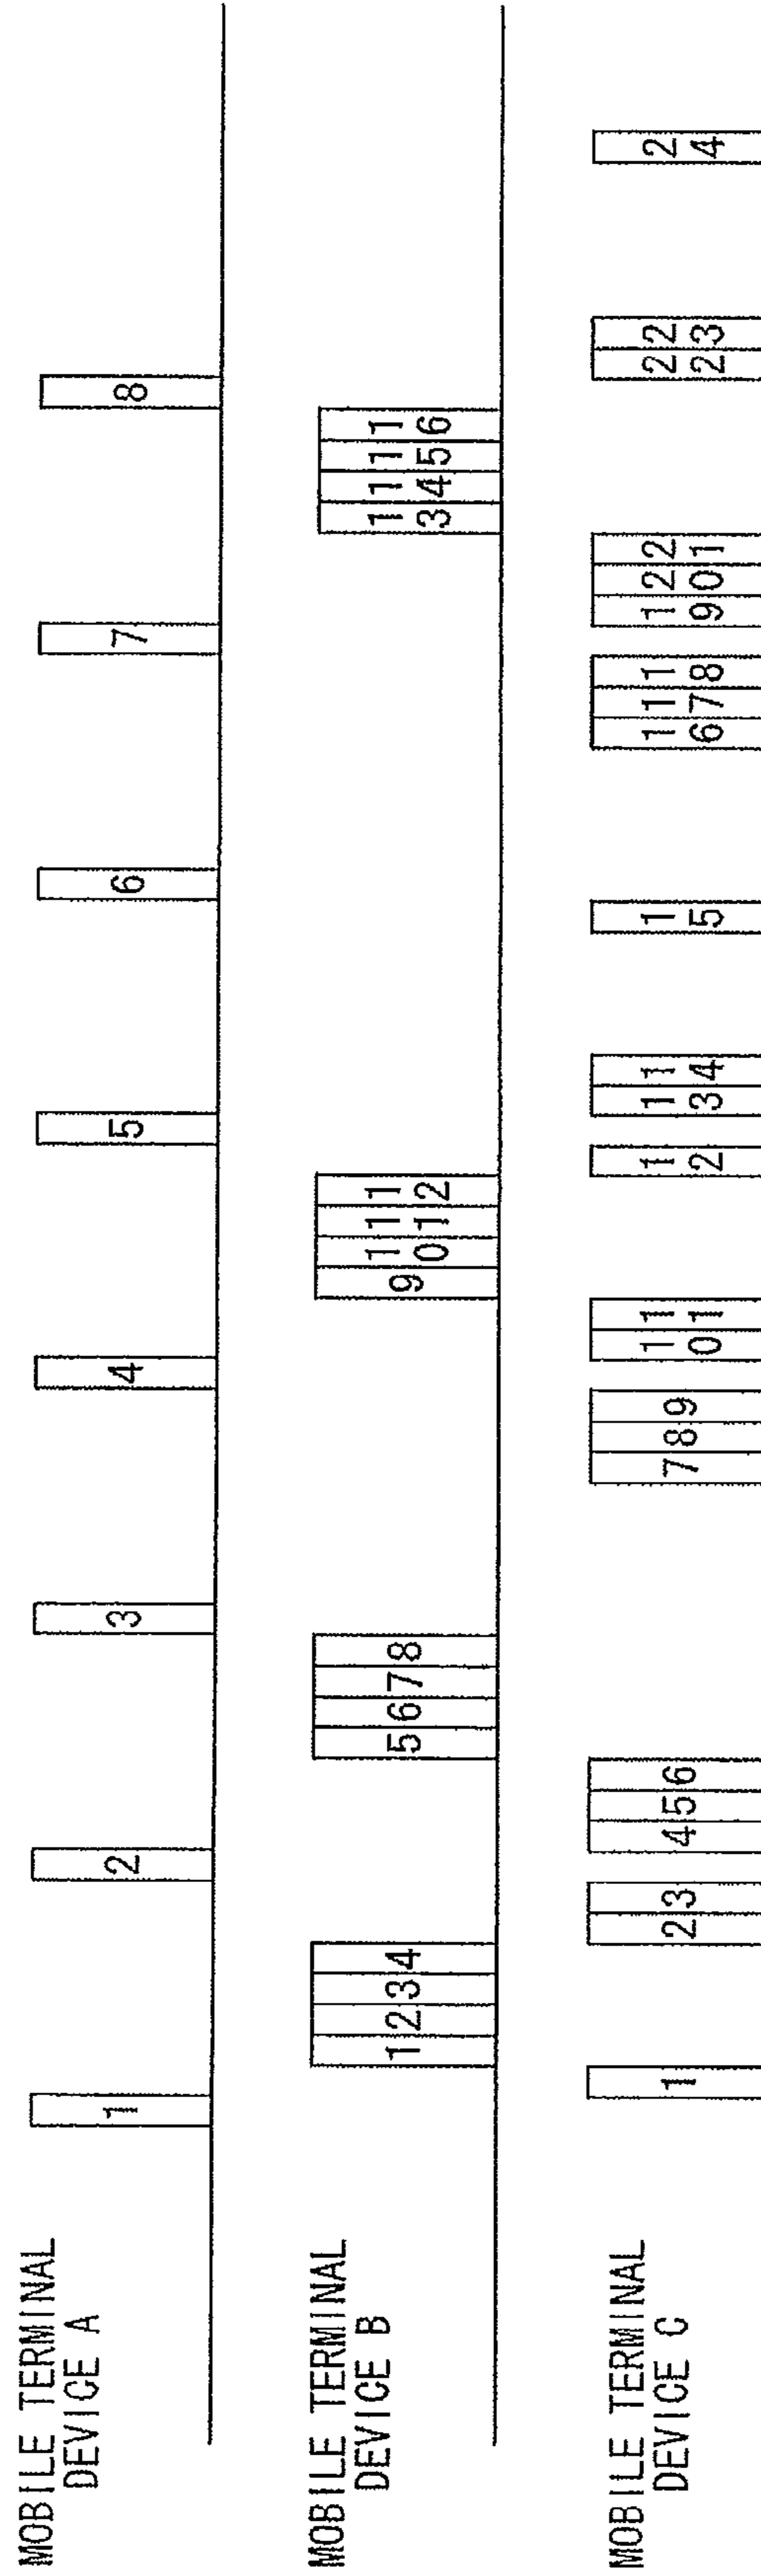 MOBILE TERMINAL
DEVICE A
1 2 3 4 5 6 7 8
MOBILE TERMINAL
DEVICE B
1 2 3 4 5 6 7 8 9 10 11 12 13 14 15 16
MOBILE TERMINAL
DEVICE C
1 2 3 4 5 6 7 8 9 10 11 12 13 14 15 16 17 18 19 20 21 22 23 24